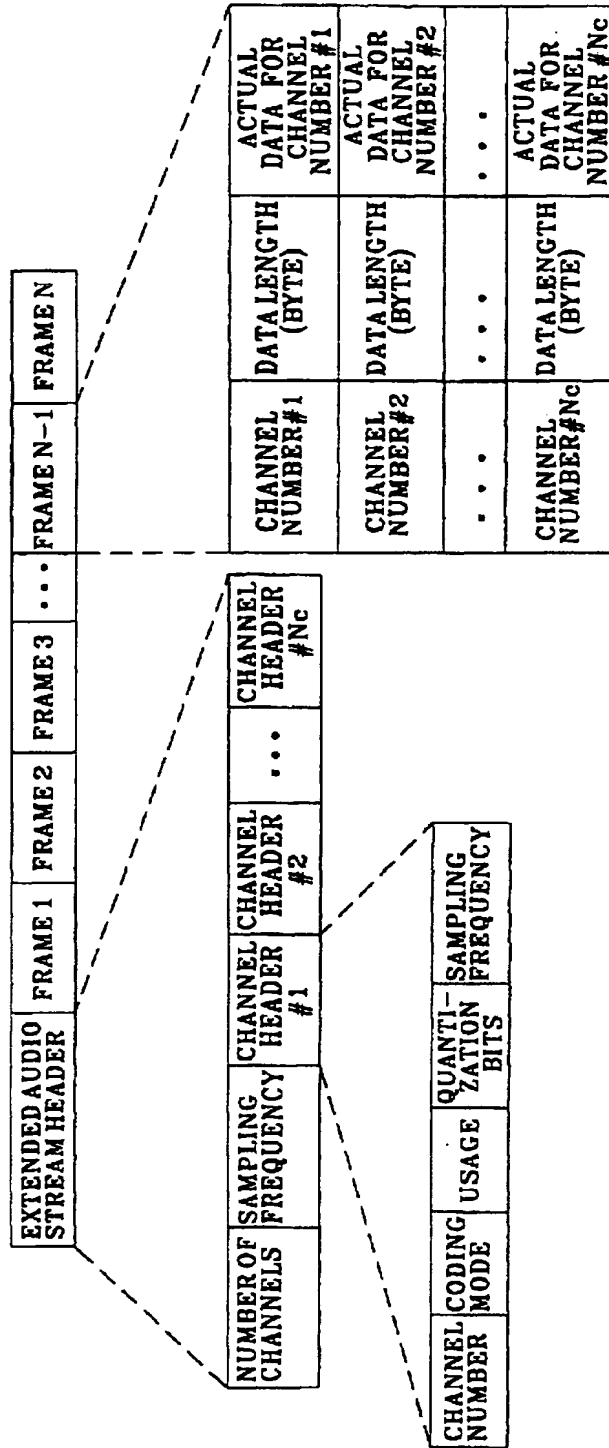 EXTENDED AUDIO
STREAM HEADER
FRAME 1
FRAME 2
FRAME 3
...
FRAME N-1
FRAME N
NUMBER OF
CHANNELS
SAMPLING
FREQUENCY
CHANNEL
HEADER
#1
CHANNEL
HEADER
#2
...
CHANNEL
HEADER
#Nc
CHANNEL
NUMBER
CODING
MODE
USAGE
QUANTI-
ZATION
BITS
SAMPLING
FREQUENCY
CHANNEL
NUMBER#1
DATA LENGTH
(BYTE)
ACTUAL
DATA FOR
CHANNEL
NUMBER #1
CHANNEL
NUMBER#2
DATA LENGTH
(BYTE)
ACTUAL
DATA FOR
CHANNEL
NUMBER #2
...
...
...
CHANNEL
NUMBER#Nc
DATA LENGTH
(BYTE)
ACTUAL
DATA FOR
CHANNEL
NUMBER #Nc